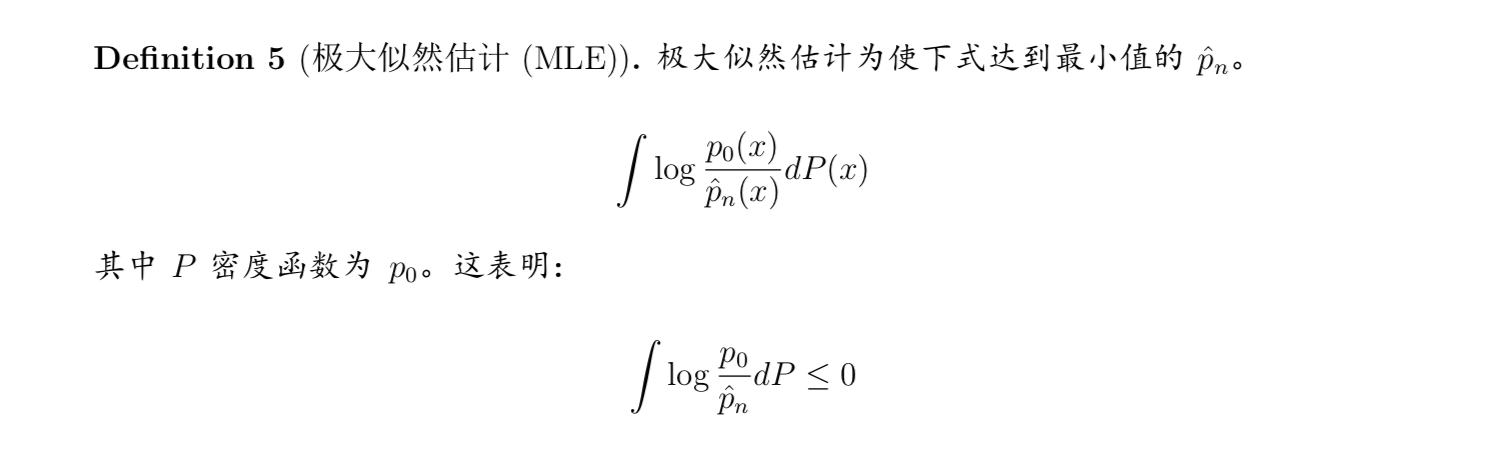 Definition 5 (极大似然估计 (MLE)). 极大似然估计为使下式达到最小值的 $\hat{p}_n$。
$$\int \log \frac{p_0(x)}{\hat{p}_n(x)} dP(x)$$
其中 $P$ 密度函数为 $p_0$。这表明:
$$\int \log \frac{p_0}{\hat{p}_n} dP \leq 0$$